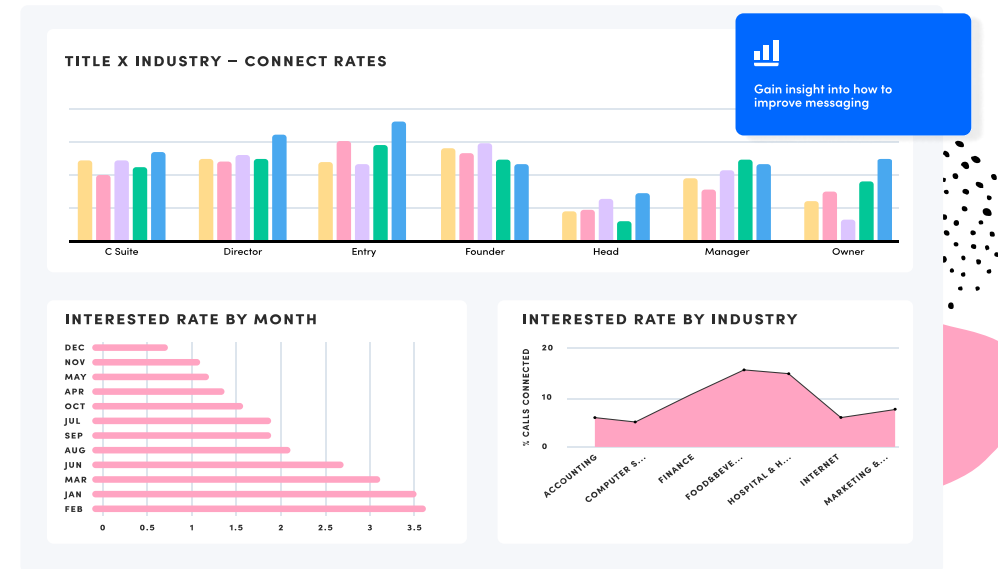 TITLE X INDUSTRY – CONNECT RATES
Gain insight into how to
improve messaging
C Suite
Director
Entry
Founder
Head
Manager
Owner
INTERESTED RATE BY MONTH
DEC
NOV
MAY
APR
OCT
JUL
SEP
AUG
JUN
MAR
JAN
FEB
0 0.5 1 1.5 2 2.5 3 3.5
INTERESTED RATE BY INDUSTRY
% CALLS CONNECTED
20
10
0
ACCOUNTING
COMPUTER S...
FINANCE
FOOD&BEVE...
HOSPITAL & H...
INTERNET
MARKETING &...